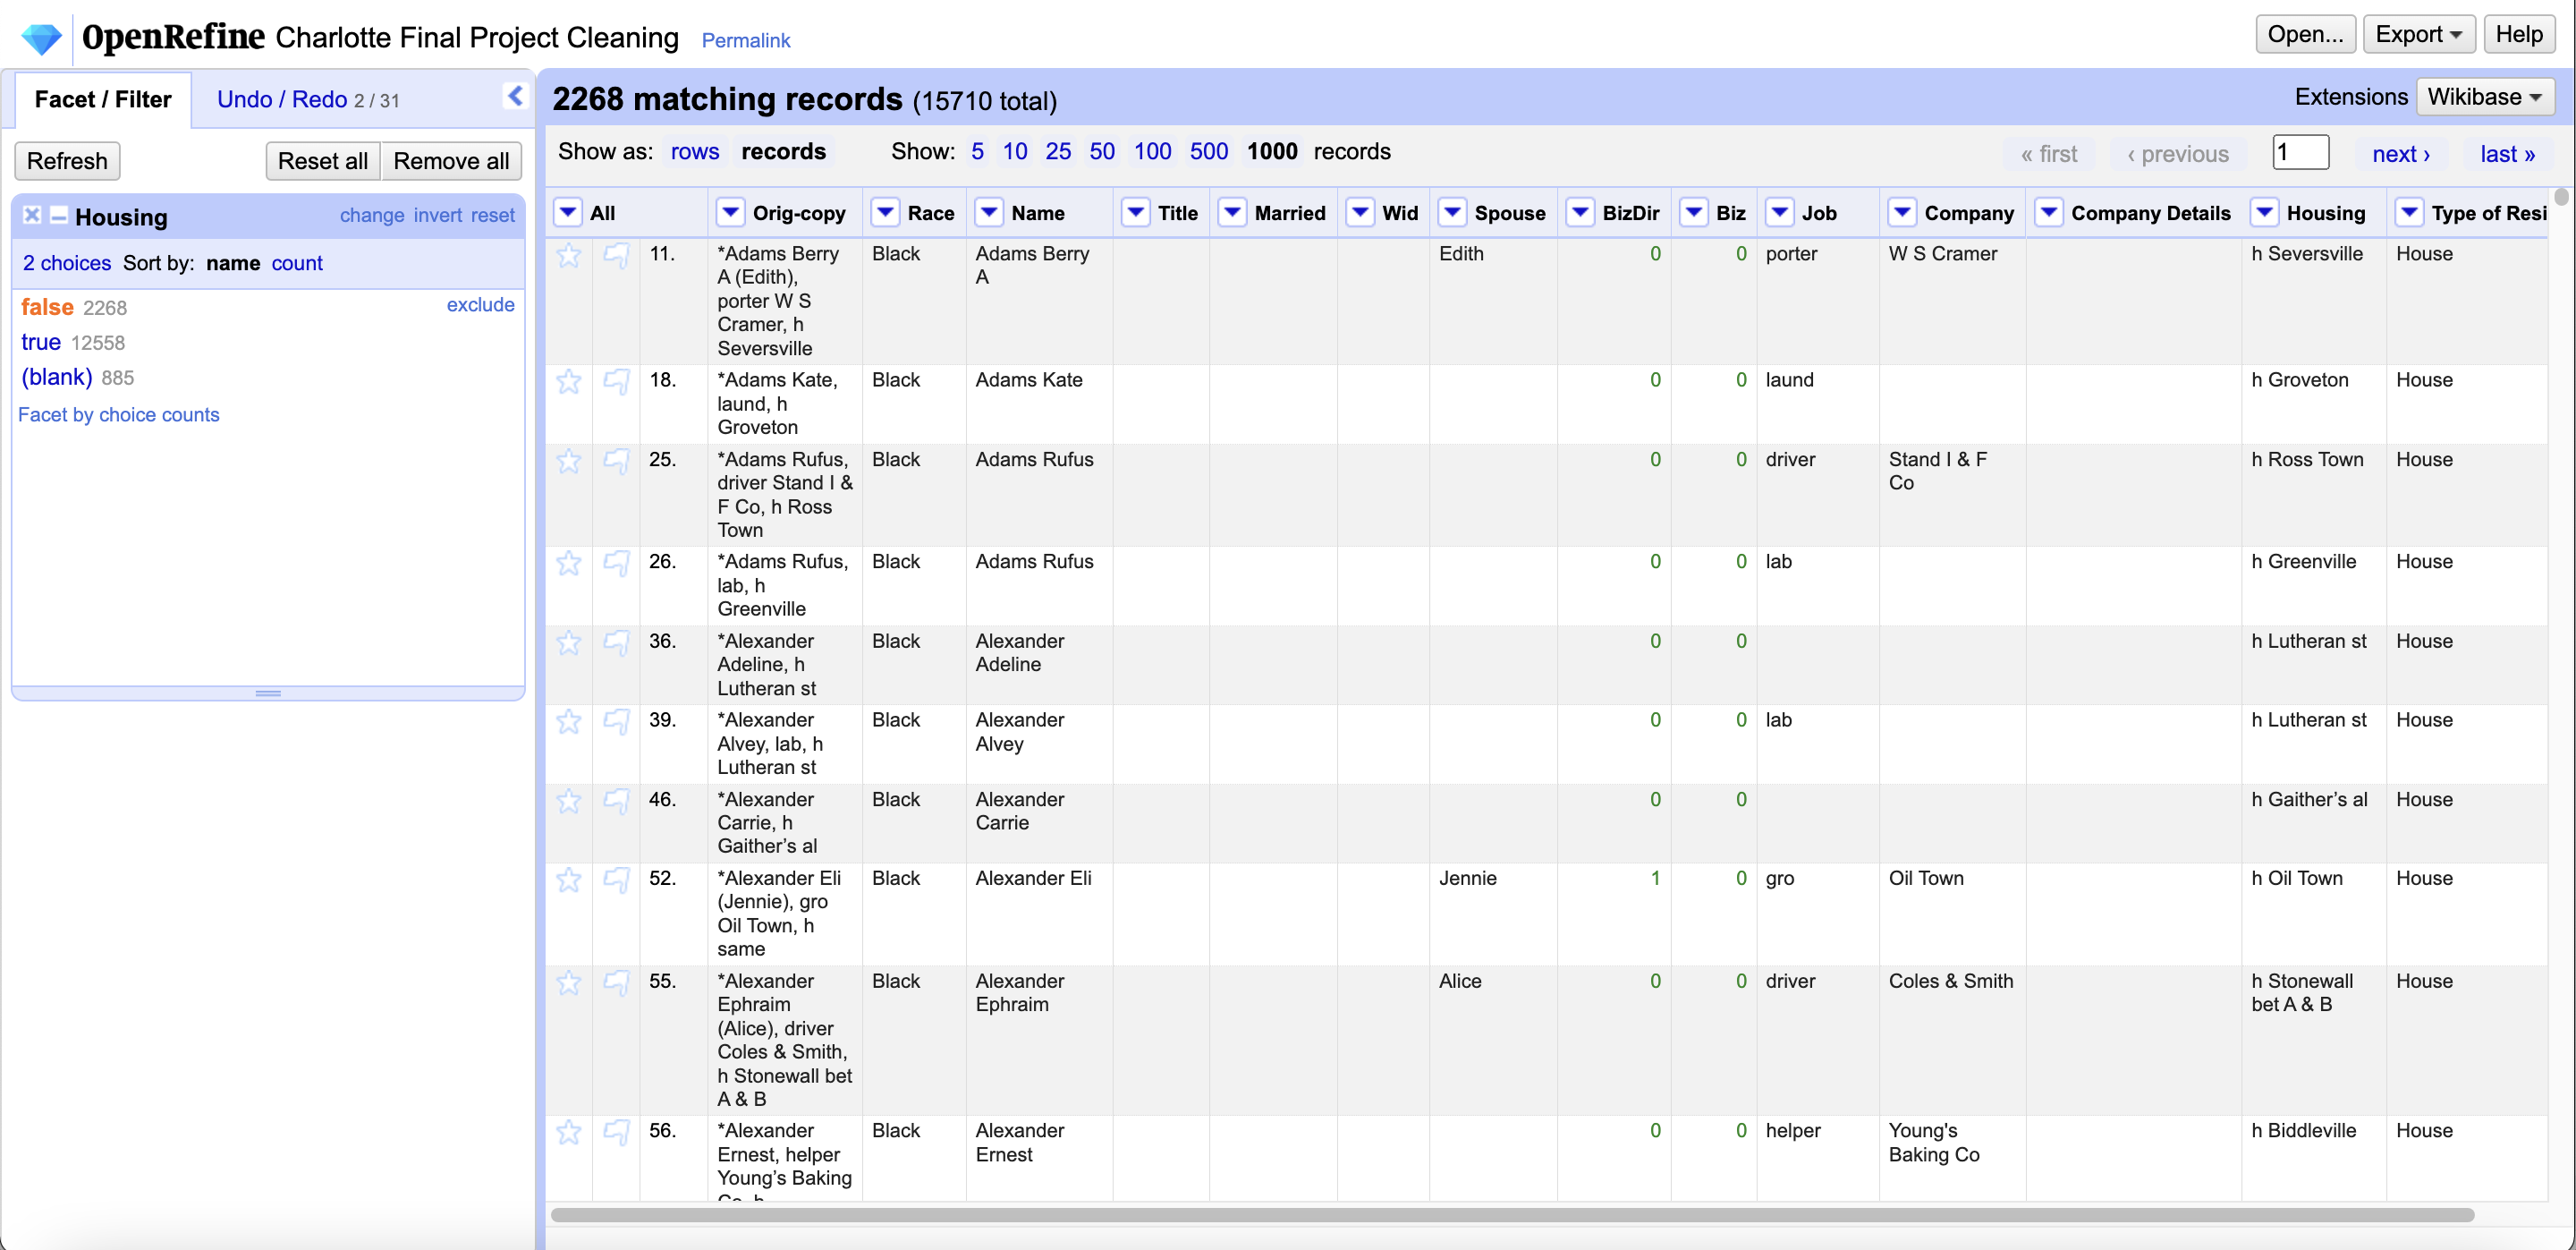 OpenRefine Charlotte Final Project Cleaning Permalink Open... Export Help
Facet / Filter Undo / Redo 2 / 31
Refresh Reset all Remove all
Housing change invert reset
2 choices Sort by: name count
false 2268 exclude
true 12558
(blank) 885
Facet by choice counts
2268 matching records (15710 total) Extensions Wikibase
Show as: rows records Show: 5 10 25 50 100 500 1000 records « first ‹ previous 1 next › last »
All Orig-copy Race Name Title Married Wid Spouse BizDir Biz Job Company Company Details Housing Type of Resi
11. *Adams Berry Black Adams Berry Edith 0 0 porter W S Cramer h Seversville House
A (Edith), A
porter W S
Cramer, h
Seversville
18. *Adams Kate, Black Adams Kate 0 0 laund h Groveton House
laund, h
Groveton
25. *Adams Rufus, Black Adams Rufus 0 0 driver Stand I & F h Ross Town House
driver Stand I & Co
F Co, h Ross
Town
26. *Adams Rufus, Black Adams Rufus 0 0 lab h Greenville House
lab, h
Greenville
36. *Alexander Black Alexander 0 0 h Lutheran st House
Adeline, h Adeline
Lutheran st
39. *Alexander Black Alexander 0 0 lab h Lutheran st House
Alvey, lab, h Alvey
Lutheran st
46. *Alexander Black Alexander 0 0 h Gaither’s al House
Carrie, h Carrie
Gaither’s al
52. *Alexander Eli Black Alexander Eli Jennie 1 0 gro Oil Town h Oil Town House
(Jennie), gro
Oil Town, h
same
55. *Alexander Black Alexander Alice 0 0 driver Coles & Smith h Stonewall House
Ephraim Ephraim bet A & B
(Alice), driver
Coles & Smith,
h Stonewall bet
A & B
56. *Alexander Black Alexander 0 0 helper Young's h Biddleville House
Ernest, helper Ernest Baking Co
Young’s Baking
Co, h